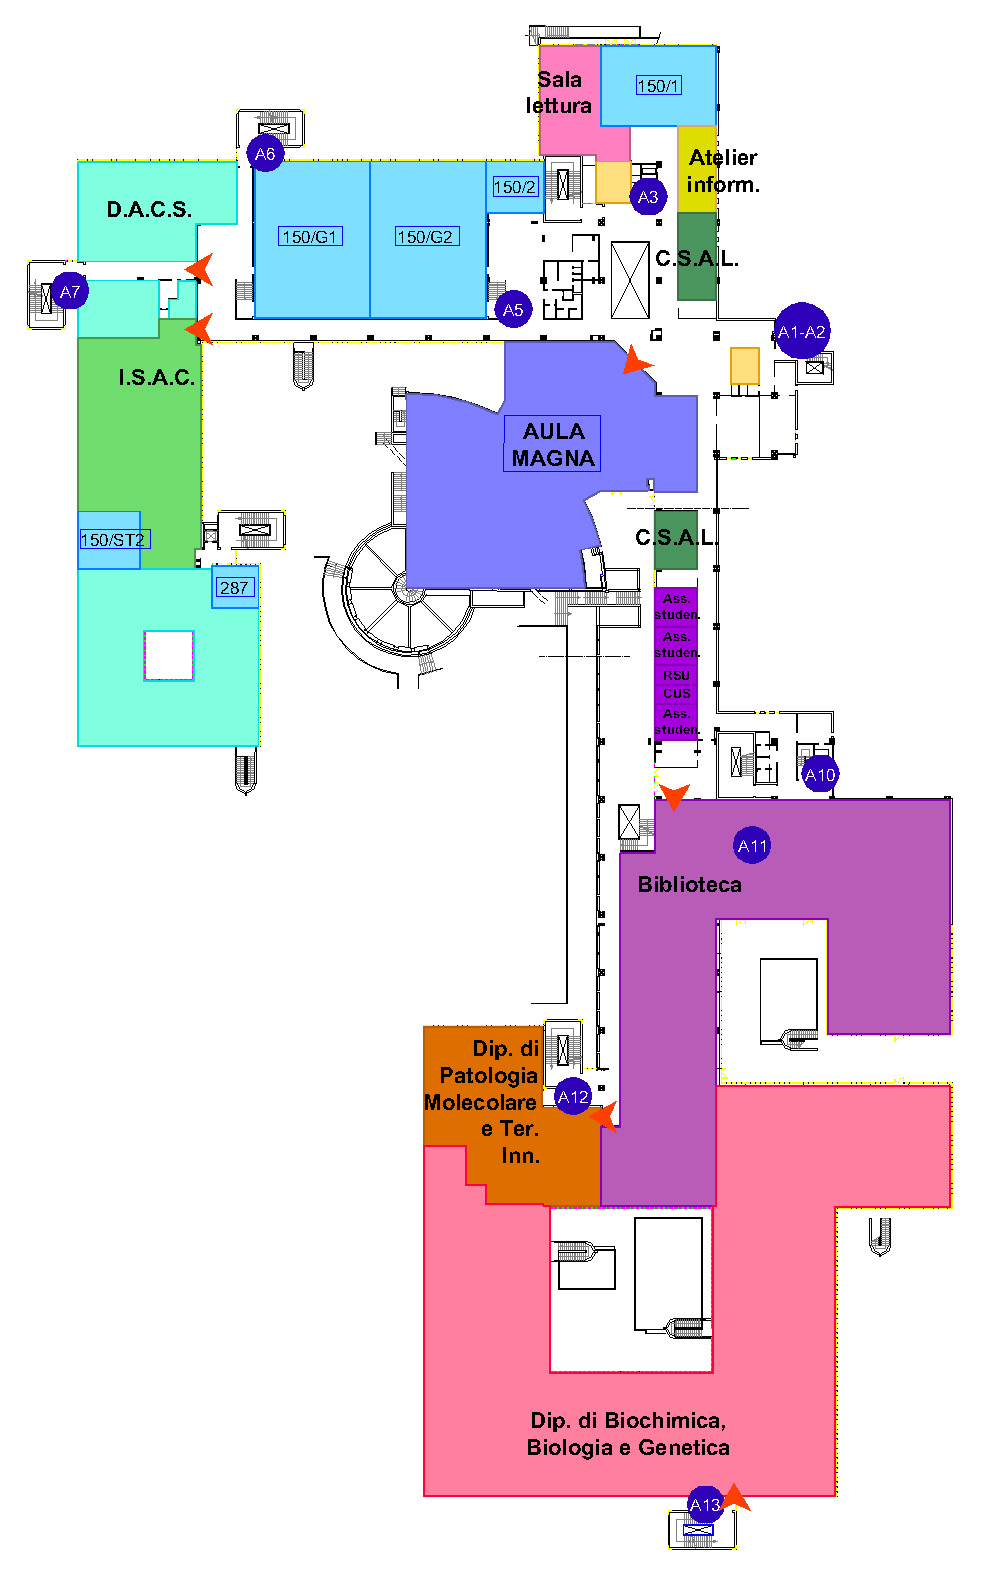 Sala
lettura
150/1
A6
Atelier
inform.
150/2
A3
D.A.C.S.
150/G1
150/G2
C.S.A.L.
A7
A5
A1-A2
I.S.A.C.
AULA
MAGNA
150/ST2
C.S.A.L.
287
Ass.
studen.
Ass.
studen.
RSU
CUS
Ass.
studen.
A10
A11
Biblioteca
Dip. di
Patologia
Molecolare
e Ter.
Inn.
A12
Dip. di Biochimica,
Biologia e Genetica
A13